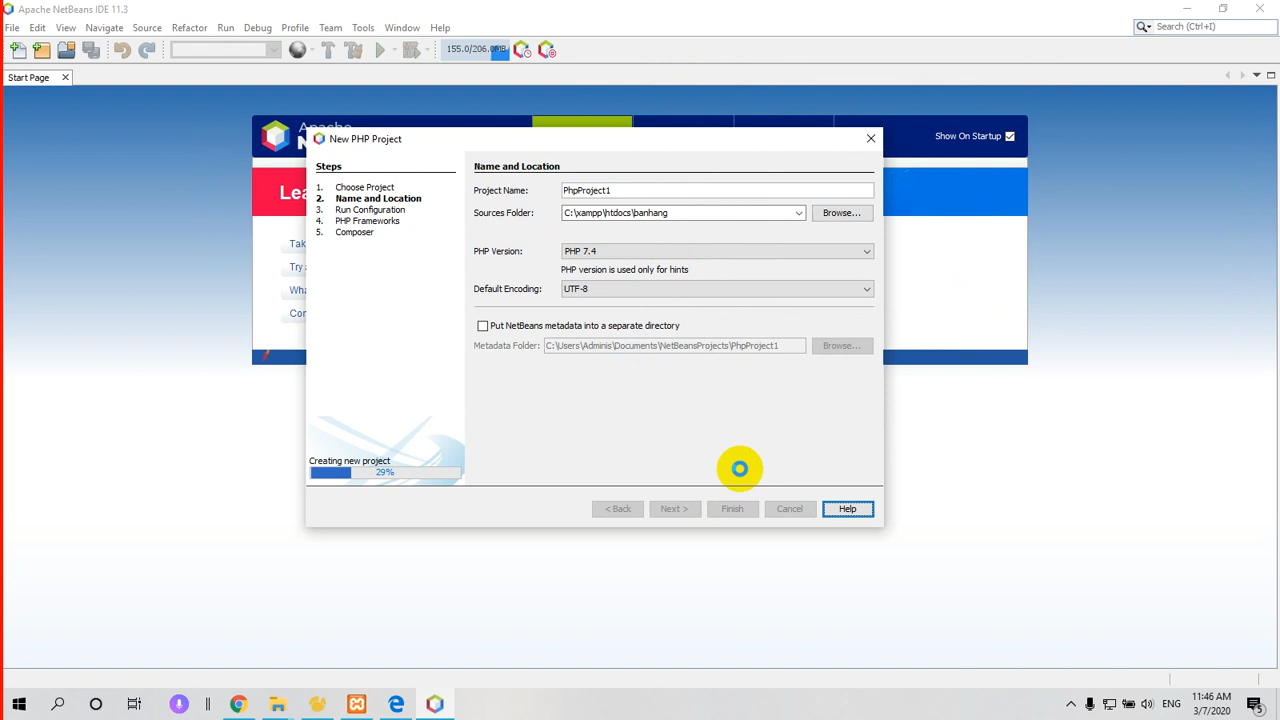 Apache NetBeans IDE 11.3
File Edit View Navigate Source Refactor Run Debug Profile Team Tools Window Help
Search (Ctrl+I)
Start Page
Apache
Show On Startup
New PHP Project
Steps
1. Choose Project
2. Name and Location
3. Run Configuration
4. PHP Frameworks
5. Composer
Name and Location
Project Name: PhpProject1
Sources Folder: C:\xampp\htdocs\banhang Browse...
PHP Version: PHP 7.4
PHP version is used only for hints
Default Encoding: UTF-8
Put NetBeans metadata into a separate directory
Metadata Folder: C:\Users\Adminis\Documents\NetBeansProjects\PhpProject1 Browse...
Creating new project
29%
< Back Next > Finish Cancel Help
ENG
11:46 AM
3/7/2020
5